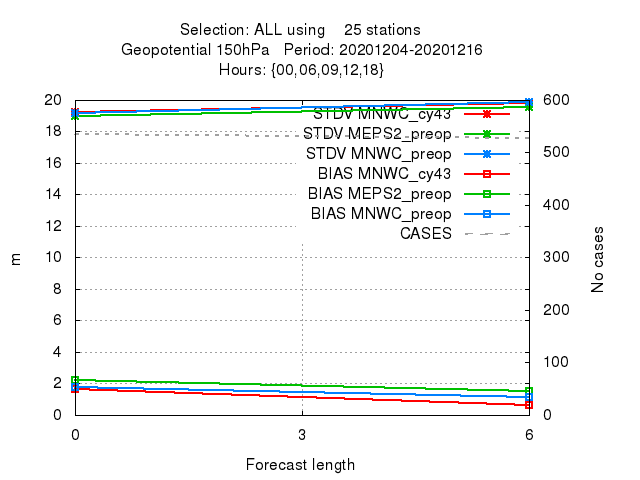 Selection: ALL using 25 stations
Geopotential 150hPa Period: 20201204-20201216
Hours: {00,06,09,12,18}
20
18
16
14
12
10
8
6
4
2
0
m
600
500
400
300
200
100
0
No cases
STDV MNWC_cy43
STDV MEPS2_preop
STDV MNWC_preop
BIAS MNWC_cy43
BIAS MEPS2_preop
BIAS MNWC_preop
CASES
0 3 6
Forecast length